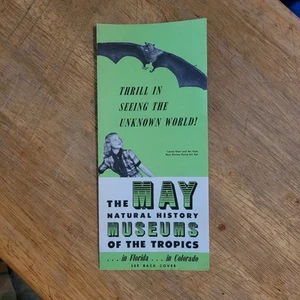 THRILL IN
SEEING THE
UNKNOWN WORLD!
THE MAY
NATURAL HISTORY
MUSEUMS
OF THE TROPICS
. . . in Florida . . . in Colorado
SEE BACK COVER